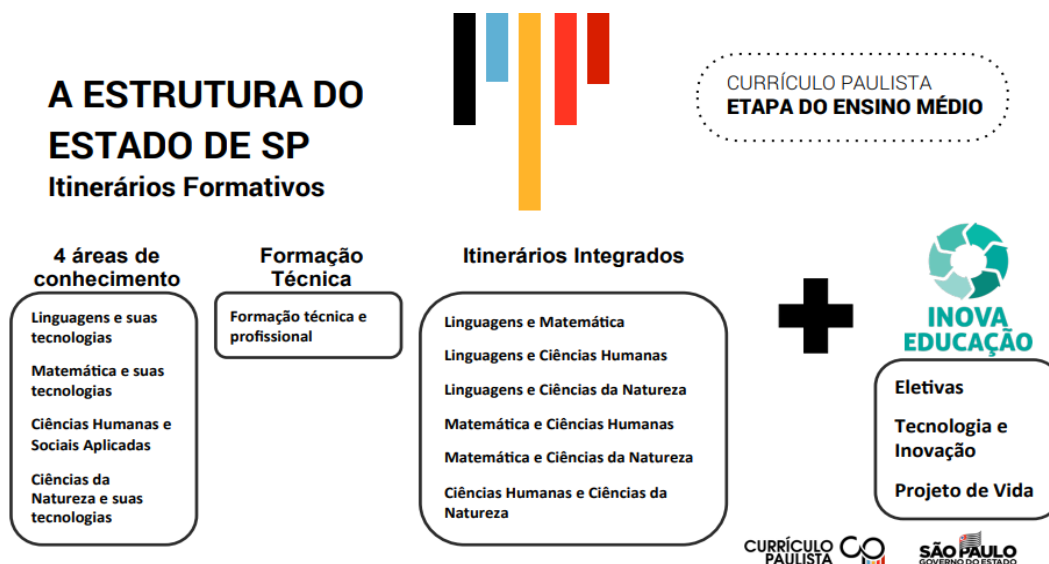 A ESTRUTURA DO
ESTADO DE SP
Itinerários Formativos
CURRÍCULO PAULISTA
ETAPA DO ENSINO MÉDIO
4 áreas de
conhecimento
Linguagens e suas
tecnologias
Matemática e suas
tecnologias
Ciências Humanas e
Sociais Aplicadas
Ciências da
Natureza e suas
tecnologias
Formação
Técnica
Formação técnica e
profissional
Itinerários Integrados
Linguagens e Matemática
Linguagens e Ciências Humanas
Linguagens e Ciências da Natureza
Matemática e Ciências Humanas
Matemática e Ciências da Natureza
Ciências Humanas e Ciências da
Natureza
INOVA
EDUCAÇÃO
Eletivas
Tecnologia e
Inovação
Projeto de Vida
CURRÍCULO
PAULISTA
SÃO PAULO
GOVERNO DO ESTADO